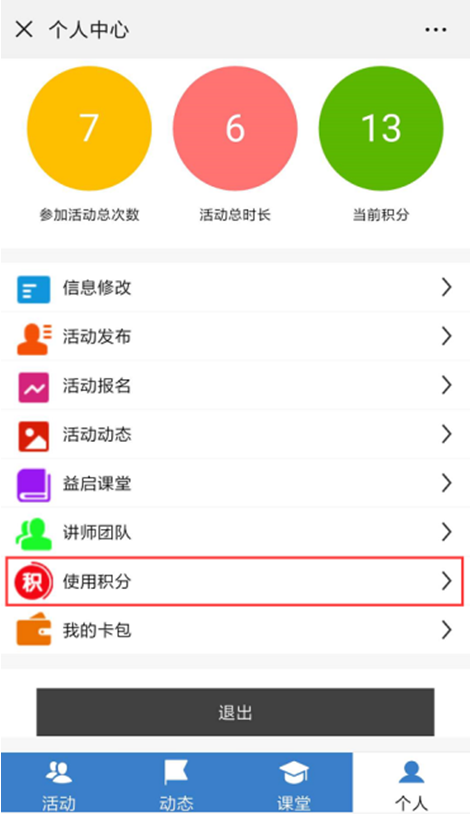 个人中心
7
6
13
参加活动总次数
活动总时长
当前积分
信息修改
活动发布
活动报名
活动动态
益启课堂
讲师团队
积
使用积分
我的卡包
退出
活动
动态
课堂
个人